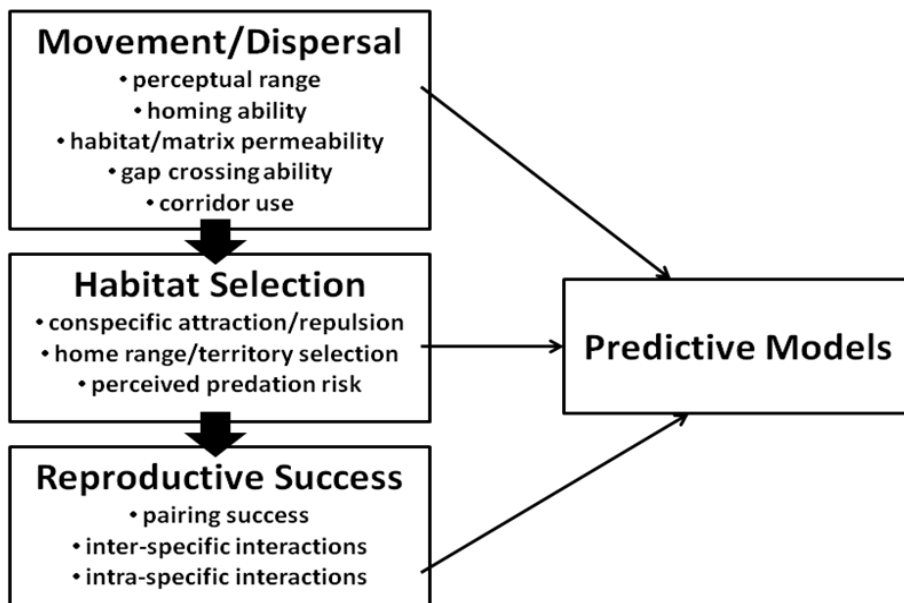 Movement/Dispersal
• perceptual range
• homing ability
• habitat/matrix permeability
• gap crossing ability
• corridor use
Habitat Selection
• conspecific attraction/repulsion
• home range/territory selection
• perceived predation risk
Reproductive Success
• pairing success
• inter-specific interactions
• intra-specific interactions
Predictive Models